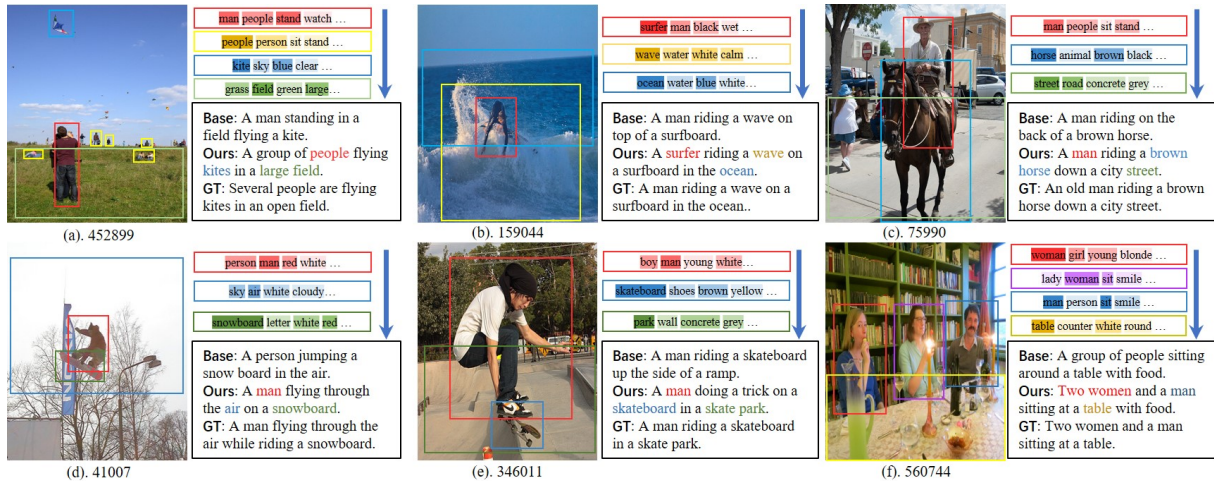 man people stand watch …
people person sit stand …
kite sky blue clear …
grass field green large…
Base: A man standing in a
field flying a kite.
Ours: A group of people flying
kites in a large field.
GT: Several people are flying
kites in an open field.
(a). 452899
surfer man black wet …
wave water white calm …
ocean water blue white…
Base: A man riding a wave on
top of a surfboard.
Ours: A surfer riding a wave on
a surfboard in the ocean.
GT: A man riding a wave on a
surfboard in the ocean..
(b). 159044
man people sit stand …
horse animal brown black …
street road concrete grey …
Base: A man riding on the
back of a brown horse.
Ours: A man riding a brown
horse down a city street.
GT: An old man riding a brown
horse down a city street.
(c). 75990
person man red white …
sky air white cloudy…
snowboard letter white red …
Base: A person jumping a
snow board in the air.
Ours: A man flying through
the air on a snowboard.
GT: A man flying through the
air while riding a snowboard.
(d). 41007
boy man young white…
skateboard shoes brown yellow …
park wall concrete grey …
Base: A man riding a skateboard
up the side of a ramp.
Ours: A man doing a trick on a
skateboard in a skate park.
GT: A man riding a skateboard
in a skate park.
(e). 346011
woman girl young blonde …
lady woman sit smile …
man person sit smile …
table counter white round …
Base: A group of people sitting
around a table with food.
Ours: Two women and a man
sitting at a table with food.
GT: Two women and a man
sitting at a table.
(f). 560744